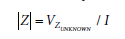 |Z| = V_{Z_{UNKNOWN}} / I